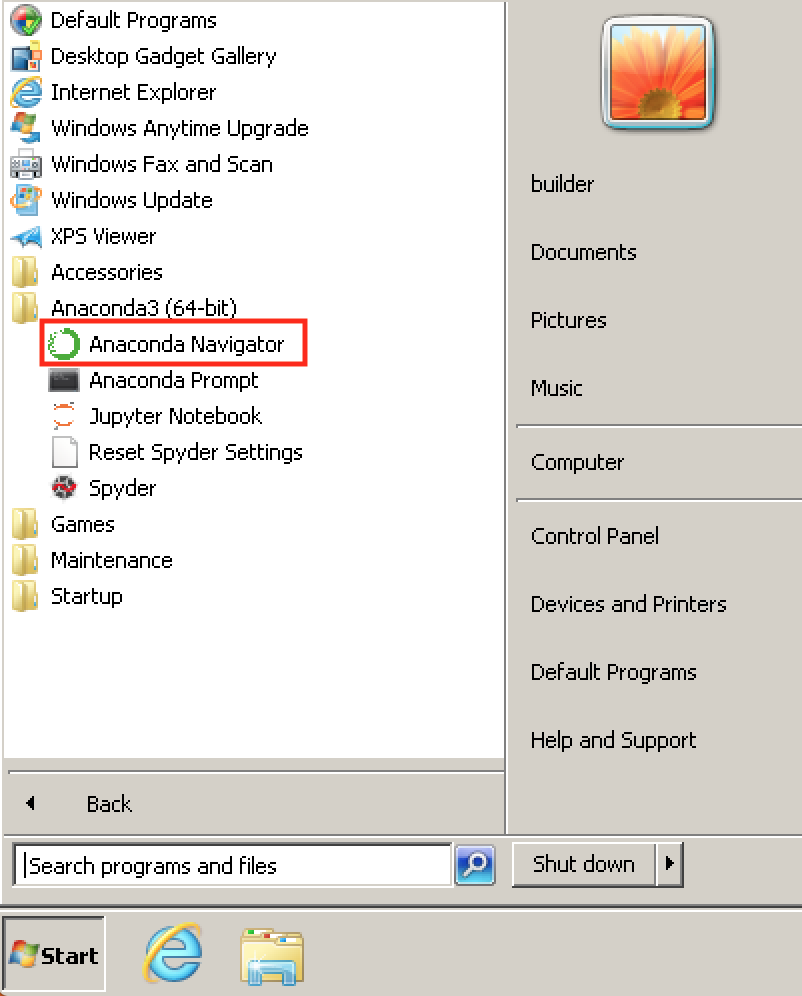 Default Programs
Desktop Gadget Gallery
Internet Explorer
Windows Anytime Upgrade
Windows Fax and Scan
Windows Update
XPS Viewer
Accessories
Anaconda3 (64-bit)
Anaconda Navigator
Anaconda Prompt
Jupyter Notebook
Reset Spyder Settings
Spyder
Games
Maintenance
Startup
Back
Search programs and files
builder
Documents
Pictures
Music
Computer
Control Panel
Devices and Printers
Default Programs
Help and Support
Shut down
Start